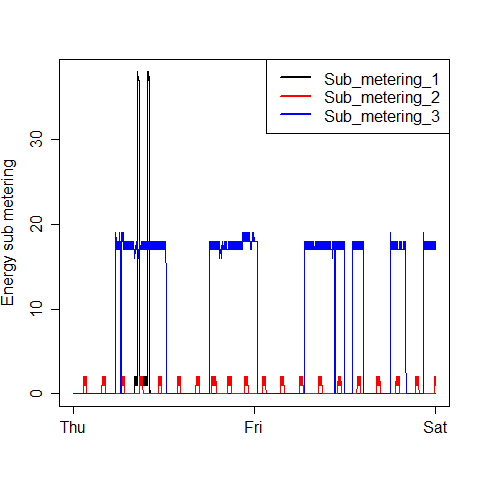 Sub_metering_1
Sub_metering_2
Sub_metering_3
Energy sub metering
30
20
10
0
Thu Fri Sat